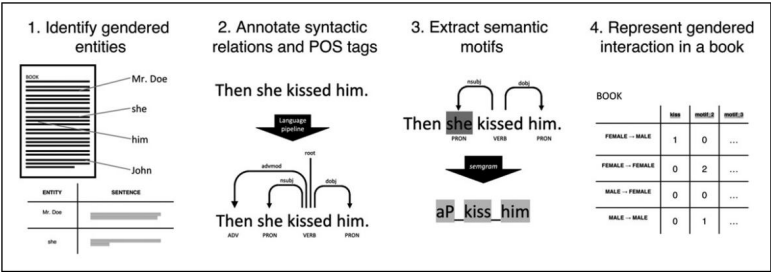 1. Identify gendered
entities
BOOK
Mr. Doe
she
him
John
ENTITY SENTENCE
Mr. Doe
she
2. Annotate syntactic
relations and POS tags
Then she kissed him.
Language
pipeline
root
advmod
nsubj dobj
Then she kissed him.
ADV PRON VERB PRON
3. Extract semantic
motifs
nsubj dobj
Then she kissed him.
PRON VERB PRON
semgram
aP_kiss_him
4. Represent gendered
interaction in a book
BOOK
kiss motif:2 motif:3
FEMALE → MALE 1 0 ...
FEMALE → FEMALE 0 2 ...
MALE → FEMALE 0 0 ...
MALE → MALE 0 1 ...